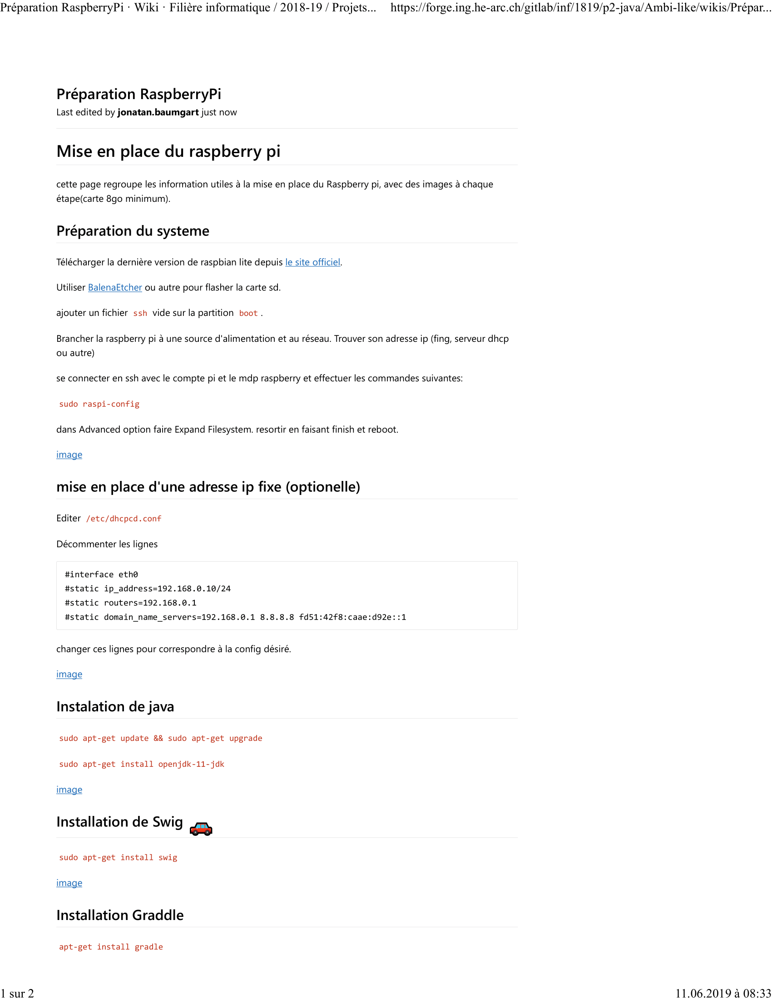 Préparation RaspberryPi · Wiki · Filière informatique / 2018-19 / Projets... https://forge.ing.he-arc.ch/gitlab/inf/1819/p2-java/Ambi-like/wikis/Prépar...
Préparation RaspberryPi
Last edited by jonatan.baumgart just now
Mise en place du raspberry pi
cette page regroupe les information utiles à la mise en place du Raspberry pi, avec des images à chaque
étape(carte 8go minimum).
Préparation du systeme
Télécharger la dernière version de raspbian lite depuis le site officiel.
Utiliser BalenaEtcher ou autre pour flasher la carte sd.
ajouter un fichier ssh vide sur la partition boot .
Brancher la raspberry pi à une source d'alimentation et au réseau. Trouver son adresse ip (fing, serveur dhcp
ou autre)
se connecter en ssh avec le compte pi et le mdp raspberry et effectuer les commandes suivantes:
sudo raspi-config
dans Advanced option faire Expand Filesystem. resortir en faisant finish et reboot.
image
mise en place d'une adresse ip fixe (optionelle)
Editer /etc/dhcpcd.conf
Décommenter les lignes
#interface eth0
#static ip_address=192.168.0.10/24
#static routers=192.168.0.1
#static domain_name_servers=192.168.0.1 8.8.8.8 fd51:42f8:caae:d92e::1
changer ces lignes pour correspondre à la config désiré.
image
Instalation de java
sudo apt-get update && sudo apt-get upgrade
sudo apt-get install openjdk-11-jdk
image
Installation de Swig
sudo apt-get install swig
image
Installation Graddle
apt-get install gradle
1 sur 2 11.06.2019 à 08:33